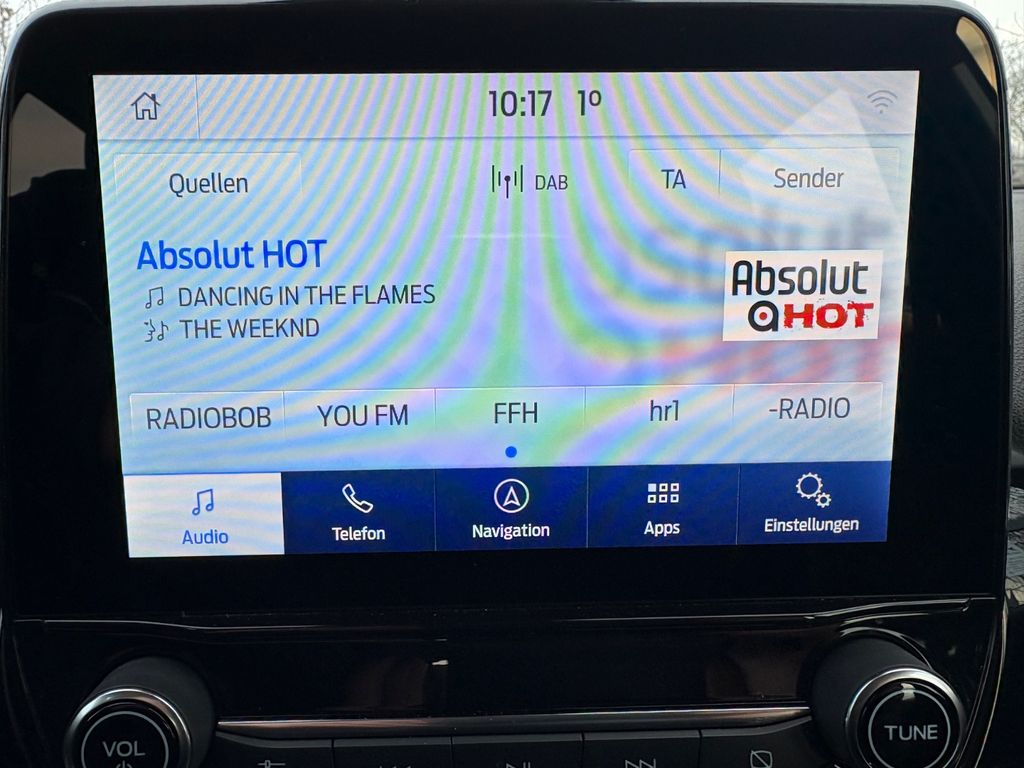 10:17 1º
Quellen
DAB
TA
Sender
Absolut HOT
DANCING IN THE FLAMES
THE WEEKND
Absolut
HOT
RADIOBOB
YOU FM
FFH
hr1
-RADIO
Audio
Telefon
Navigation
Apps
Einstellungen
VOL
TUNE